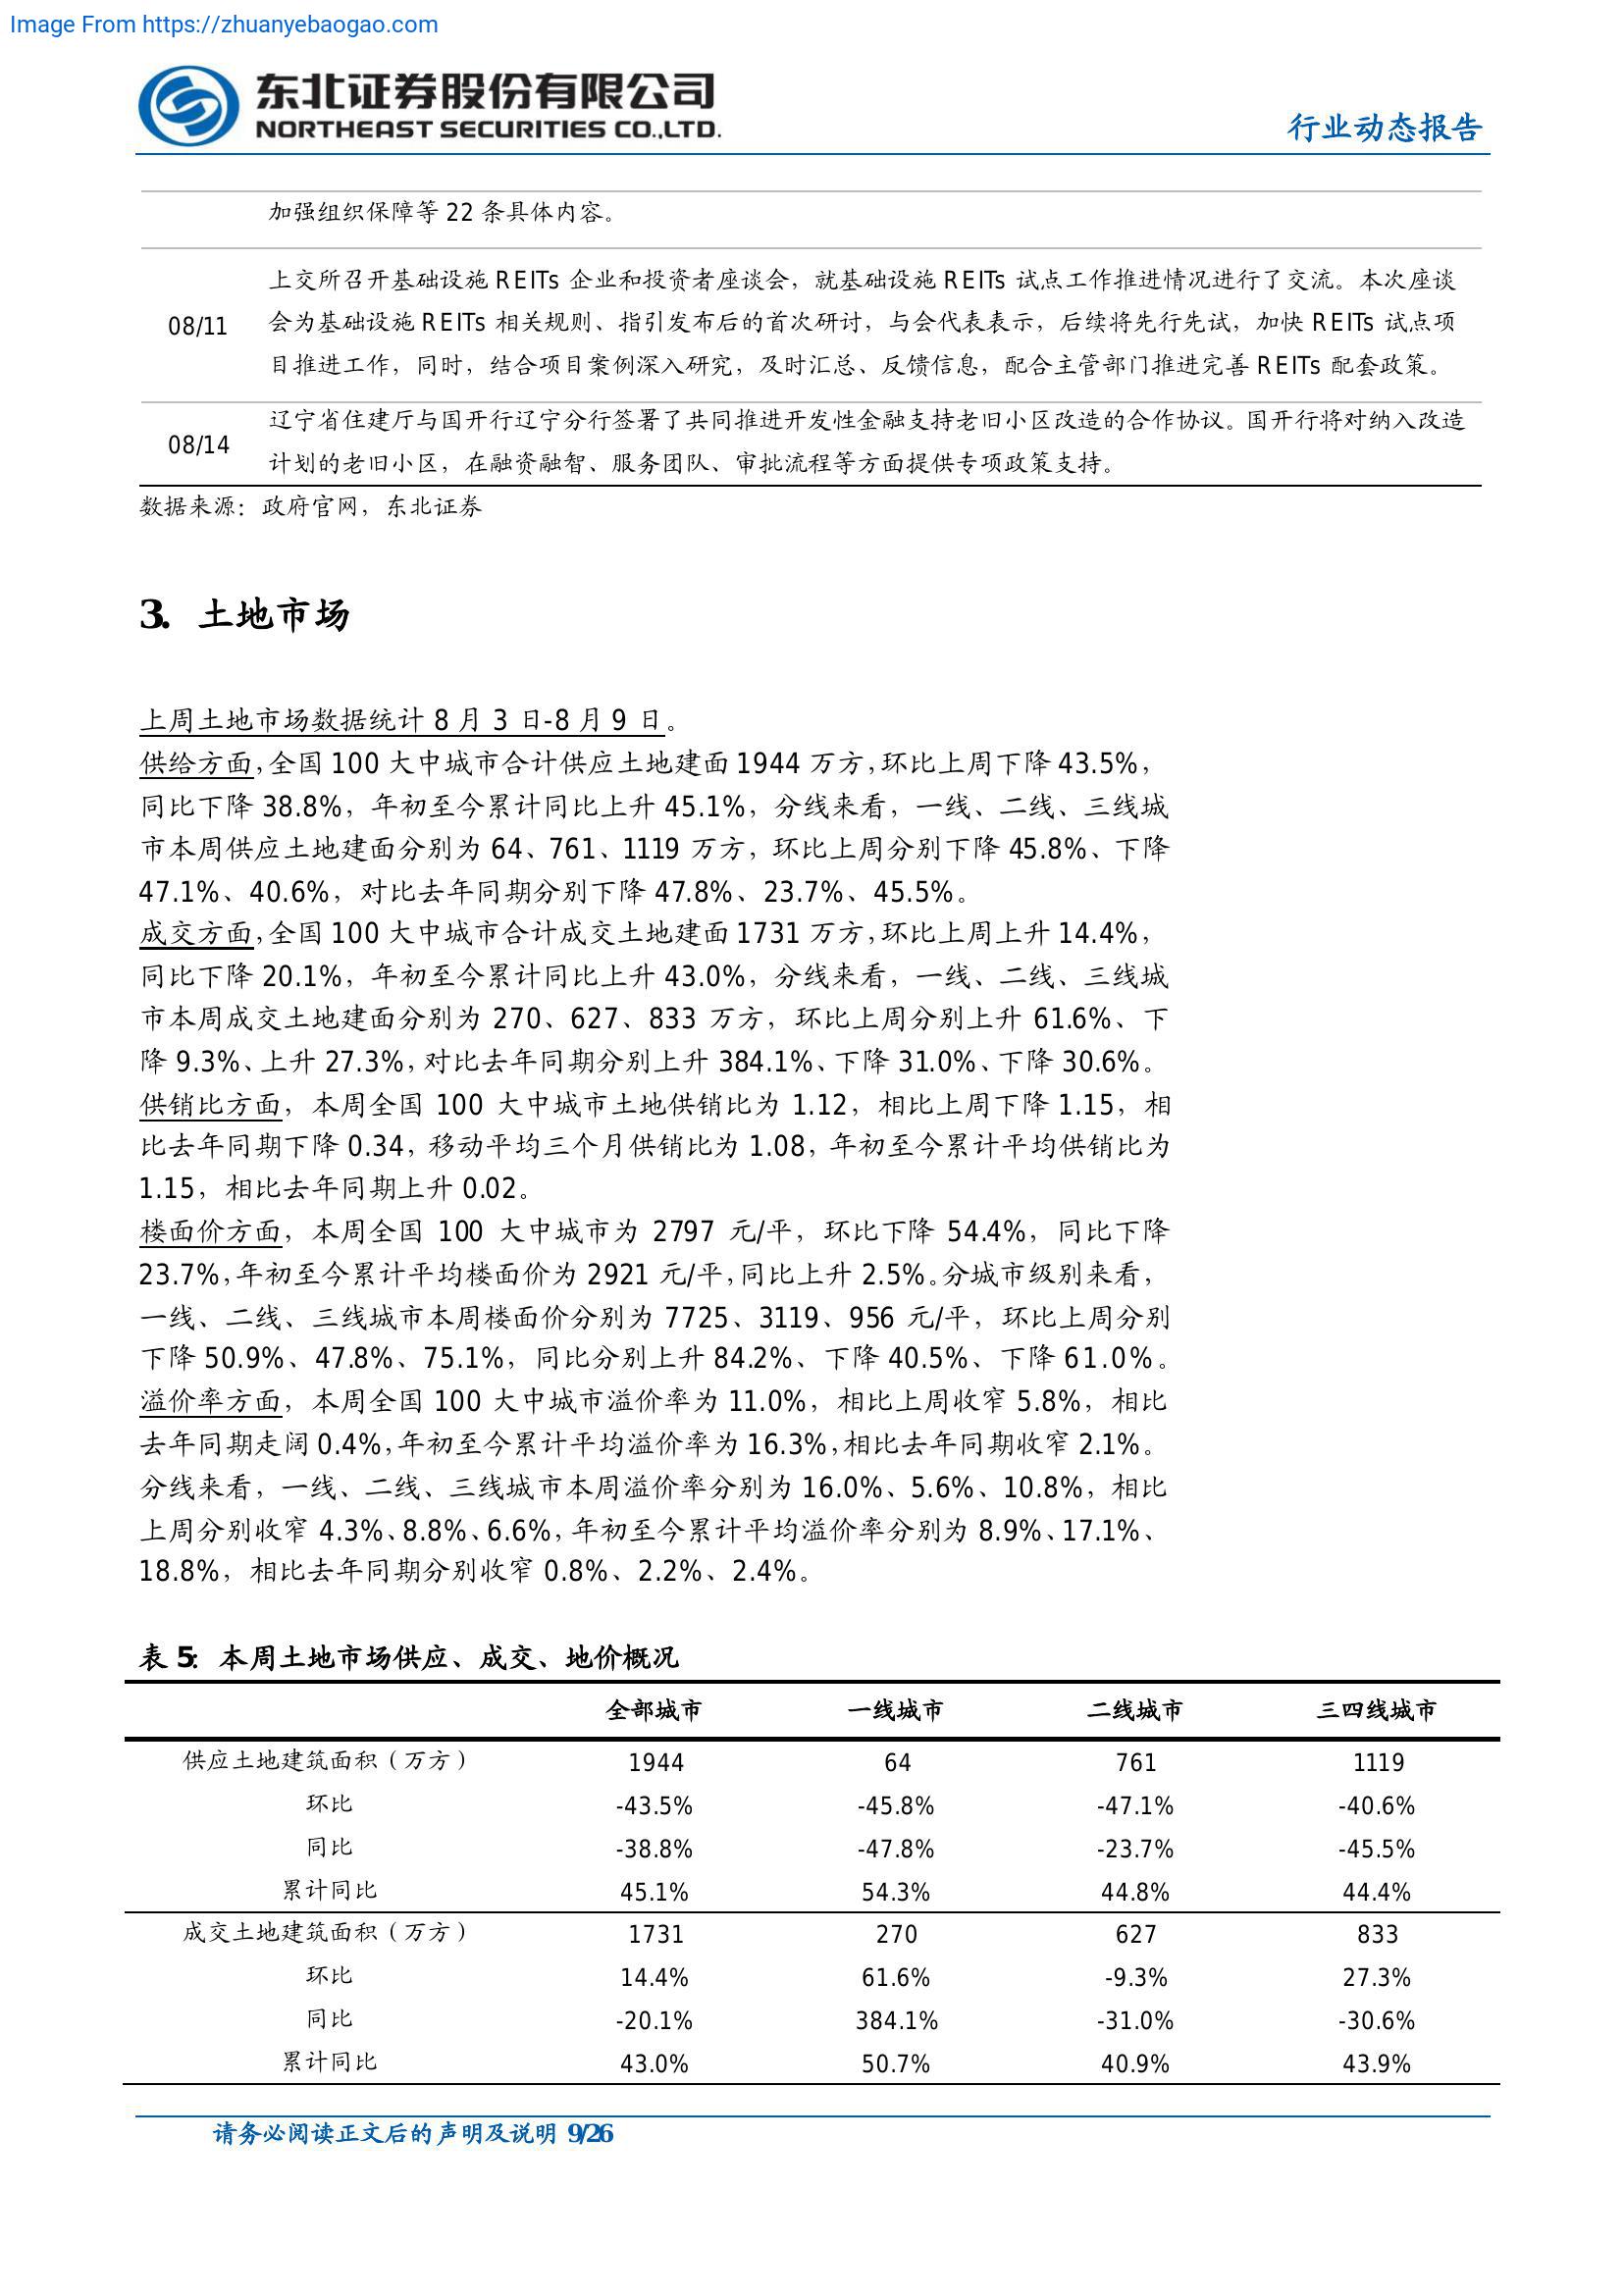 Image From https://zhuanyebaogao.com
东北证券股份有限公司
NORTHEAST SECURITIES CO.,LTD.
行业动态报告
加强组织保障等 22 条具体内容。
上交所召开基础设施 REITs 企业和投资者座谈会，就基础设施 REITs 试点工作推进情况进行了交流。本次座谈
08/11 会为基础设施 REITs 相关规则、指引发布后的首次研讨，与会代表表示，后续将先行先试，加快 REITs 试点项
目推进工作，同时，结合项目案例深入研究，及时汇总、反馈信息，配合主管部门推进完善 REITs 配套政策。
辽宁省住建厅与国开行辽宁分行签署了共同推进开发性金融支持老旧小区改造的合作协议。国开行将对纳入改造
08/14
计划的老旧小区，在融资融智、服务团队、审批流程等方面提供专项政策支持。
数据来源：政府官网，东北证券
3. 土地市场
上周土地市场数据统计 8 月 3 日-8 月 9 日。
供给方面，全国 100 大中城市合计供应土地建面 1944 万方，环比上周下降 43.5%，
同比下降 38.8%，年初至今累计同比上升 45.1%，分线来看，一线、二线、三线城
市本周供应土地建面分别为 64、761、1119 万方，环比上周分别下降 45.8%、下降
47.1%、40.6%，对比去年同期分别下降 47.8%、23.7%、45.5%。
成交方面，全国 100 大中城市合计成交土地建面 1731 万方，环比上周上升 14.4%，
同比下降 20.1%，年初至今累计同比上升 43.0%，分线来看，一线、二线、三线城
市本周成交土地建面分别为 270、627、833 万方，环比上周分别上升 61.6%、下
降 9.3%、上升 27.3%，对比去年同期分别上升 384.1%、下降 31.0%、下降 30.6%。
供销比方面，本周全国 100 大中城市土地供销比为 1.12，相比上周下降 1.15，相
比去年同期下降 0.34，移动平均三个月供销比为 1.08，年初至今累计平均供销比为
1.15，相比去年同期上升 0.02。
楼面价方面，本周全国 100 大中城市为 2797 元/平，环比下降 54.4%，同比下降
23.7%，年初至今累计平均楼面价为 2921 元/平，同比上升 2.5%。分城市级别来看，
一线、二线、三线城市本周楼面价分别为 7725、3119、956 元/平，环比上周分别
下降 50.9%、47.8%、75.1%，同比分别上升 84.2%、下降 40.5%、下降 61.0%。
溢价率方面，本周全国 100 大中城市溢价率为 11.0%，相比上周收窄 5.8%，相比
去年同期走阔 0.4%，年初至今累计平均溢价率为 16.3%，相比去年同期收窄 2.1%。
分线来看，一线、二线、三线城市本周溢价率分别为 16.0%、5.6%、10.8%，相比
上周分别收窄 4.3%、8.8%、6.6%，年初至今累计平均溢价率分别为 8.9%、17.1%、
18.8%，相比去年同期分别收窄 0.8%、2.2%、2.4%。
表 5：本周土地市场供应、成交、地价概况
全部城市 一线城市 二线城市 三四线城市
供应土地建筑面积（万方） 1944 64 761 1119
环比 -43.5% -45.8% -47.1% -40.6%
同比 -38.8% -47.8% -23.7% -45.5%
累计同比 45.1% 54.3% 44.8% 44.4%
成交土地建筑面积（万方） 1731 270 627 833
环比 14.4% 61.6% -9.3% 27.3%
同比 -20.1% 384.1% -31.0% -30.6%
累计同比 43.0% 50.7% 40.9% 43.9%
请务必阅读正文后的声明及说明 9/26